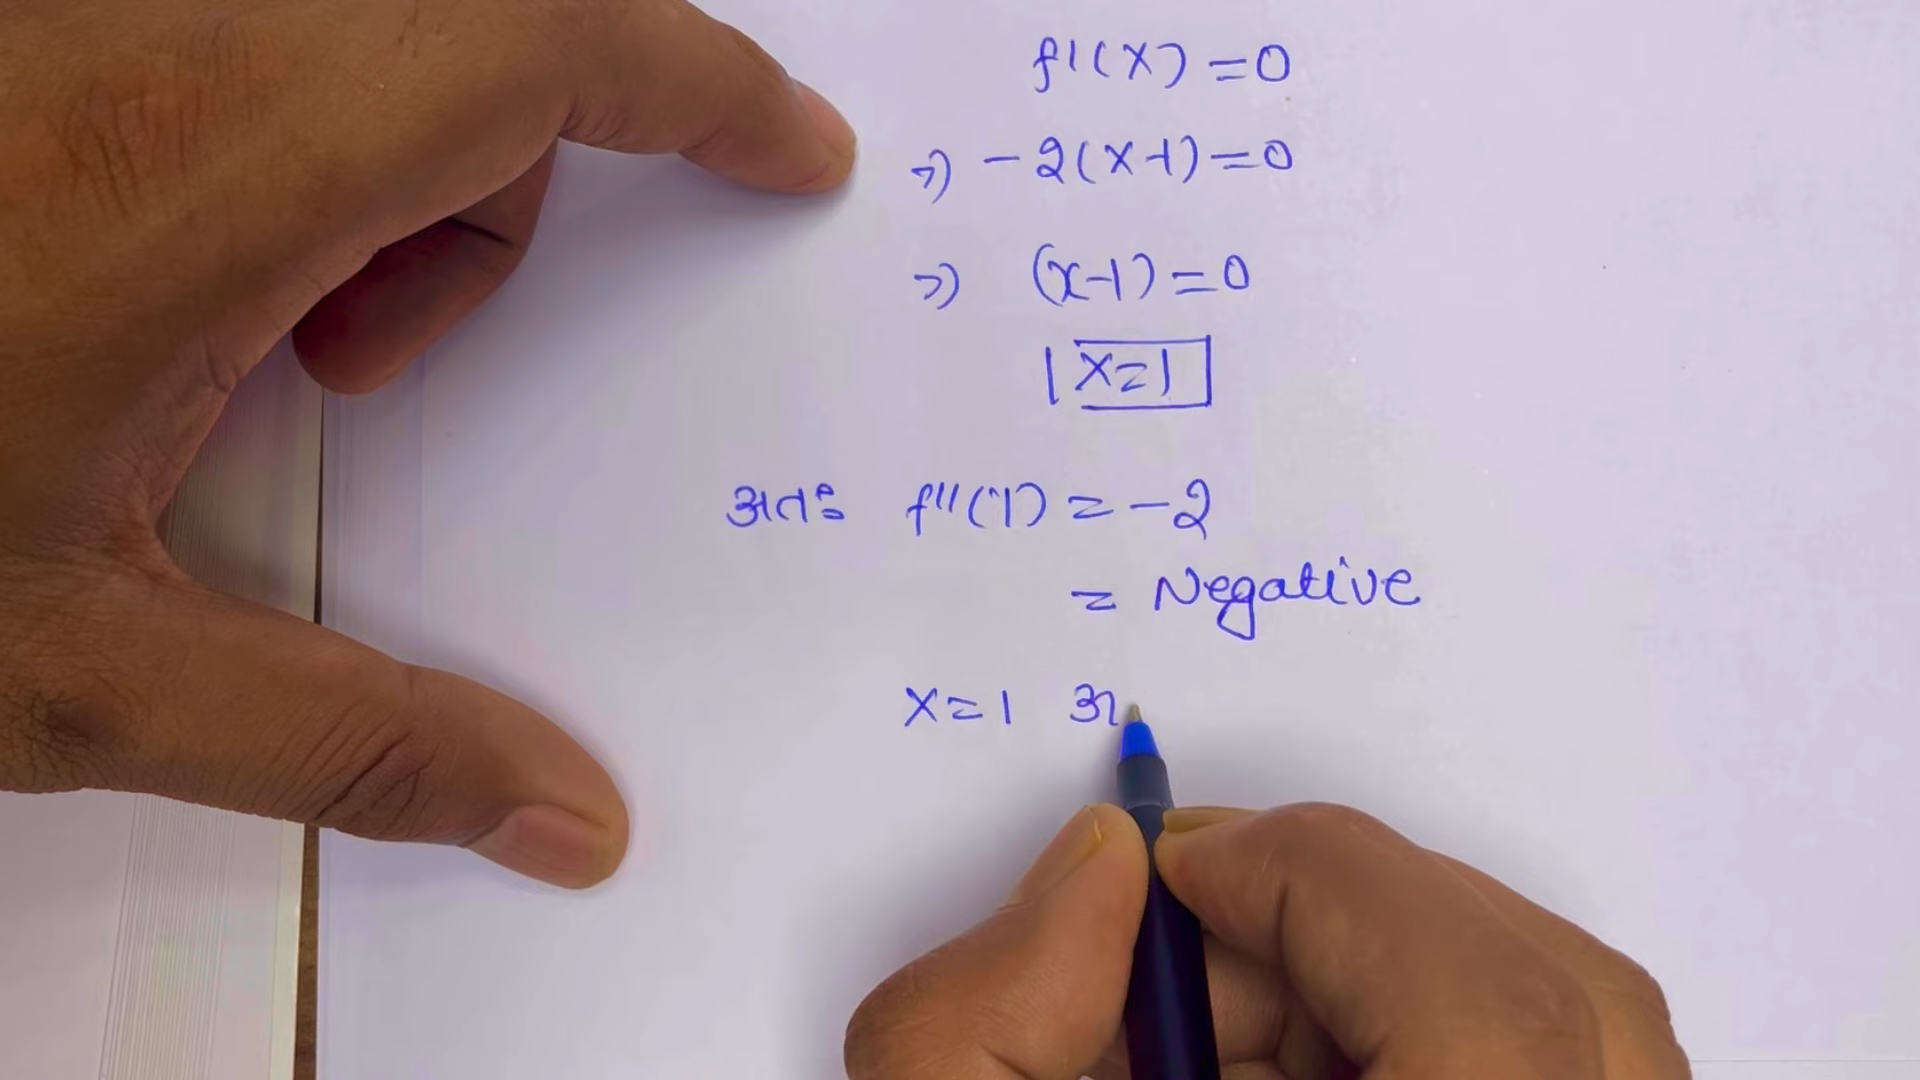 f'(x) = 0
⇒ -2(x-1) = 0
⇒ (x-1) = 0
x=1
अतः f''(1) = -2
= Negative
x=1 अ